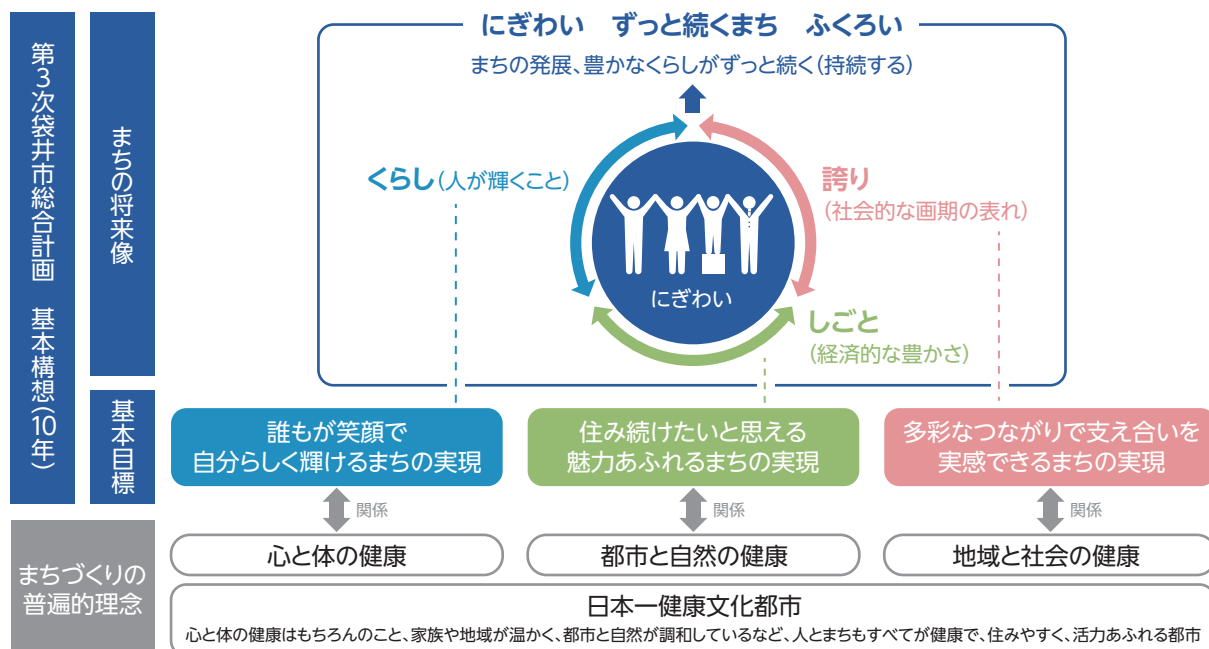 第3次袋井市総合計画　基本構想(10年)
まちの将来像
にぎわい　ずっと続くまち　ふくろい
まちの発展、豊かなくらしがずっと続く(持続する)
くらし(人が輝くこと)
誇り
(社会的な画期の表れ)
にぎわい
しごと
(経済的な豊かさ)
基本目標
誰もが笑顔で
自分らしく輝けるまちの実現
住み続けたいと思える
魅力あふれるまちの実現
多彩なつながりで支え合いを
実感できるまちの実現
関係
関係
関係
まちづくりの
普遍的理念
心と体の健康
都市と自然の健康
地域と社会の健康
日本一健康文化都市
心と体の健康はもちろんのこと、家族や地域が温かく、都市と自然が調和しているなど、人とまちもすべてが健康で、住みやすく、活力あふれる都市